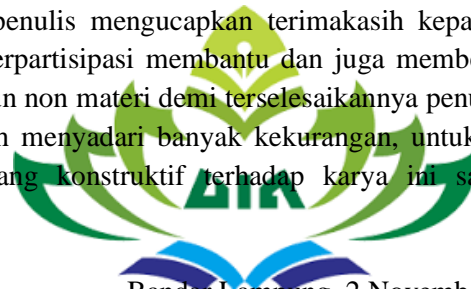 penulis mengucapkan terimakasih kepa
erpartisipasi membantu dan juga membe
un non materi demi terselesaikannya penu
h menyadari banyak kekurangan, untuk
ang konstruktif terhadap karya ini sa
Bandar Lampung, 2 Novemb